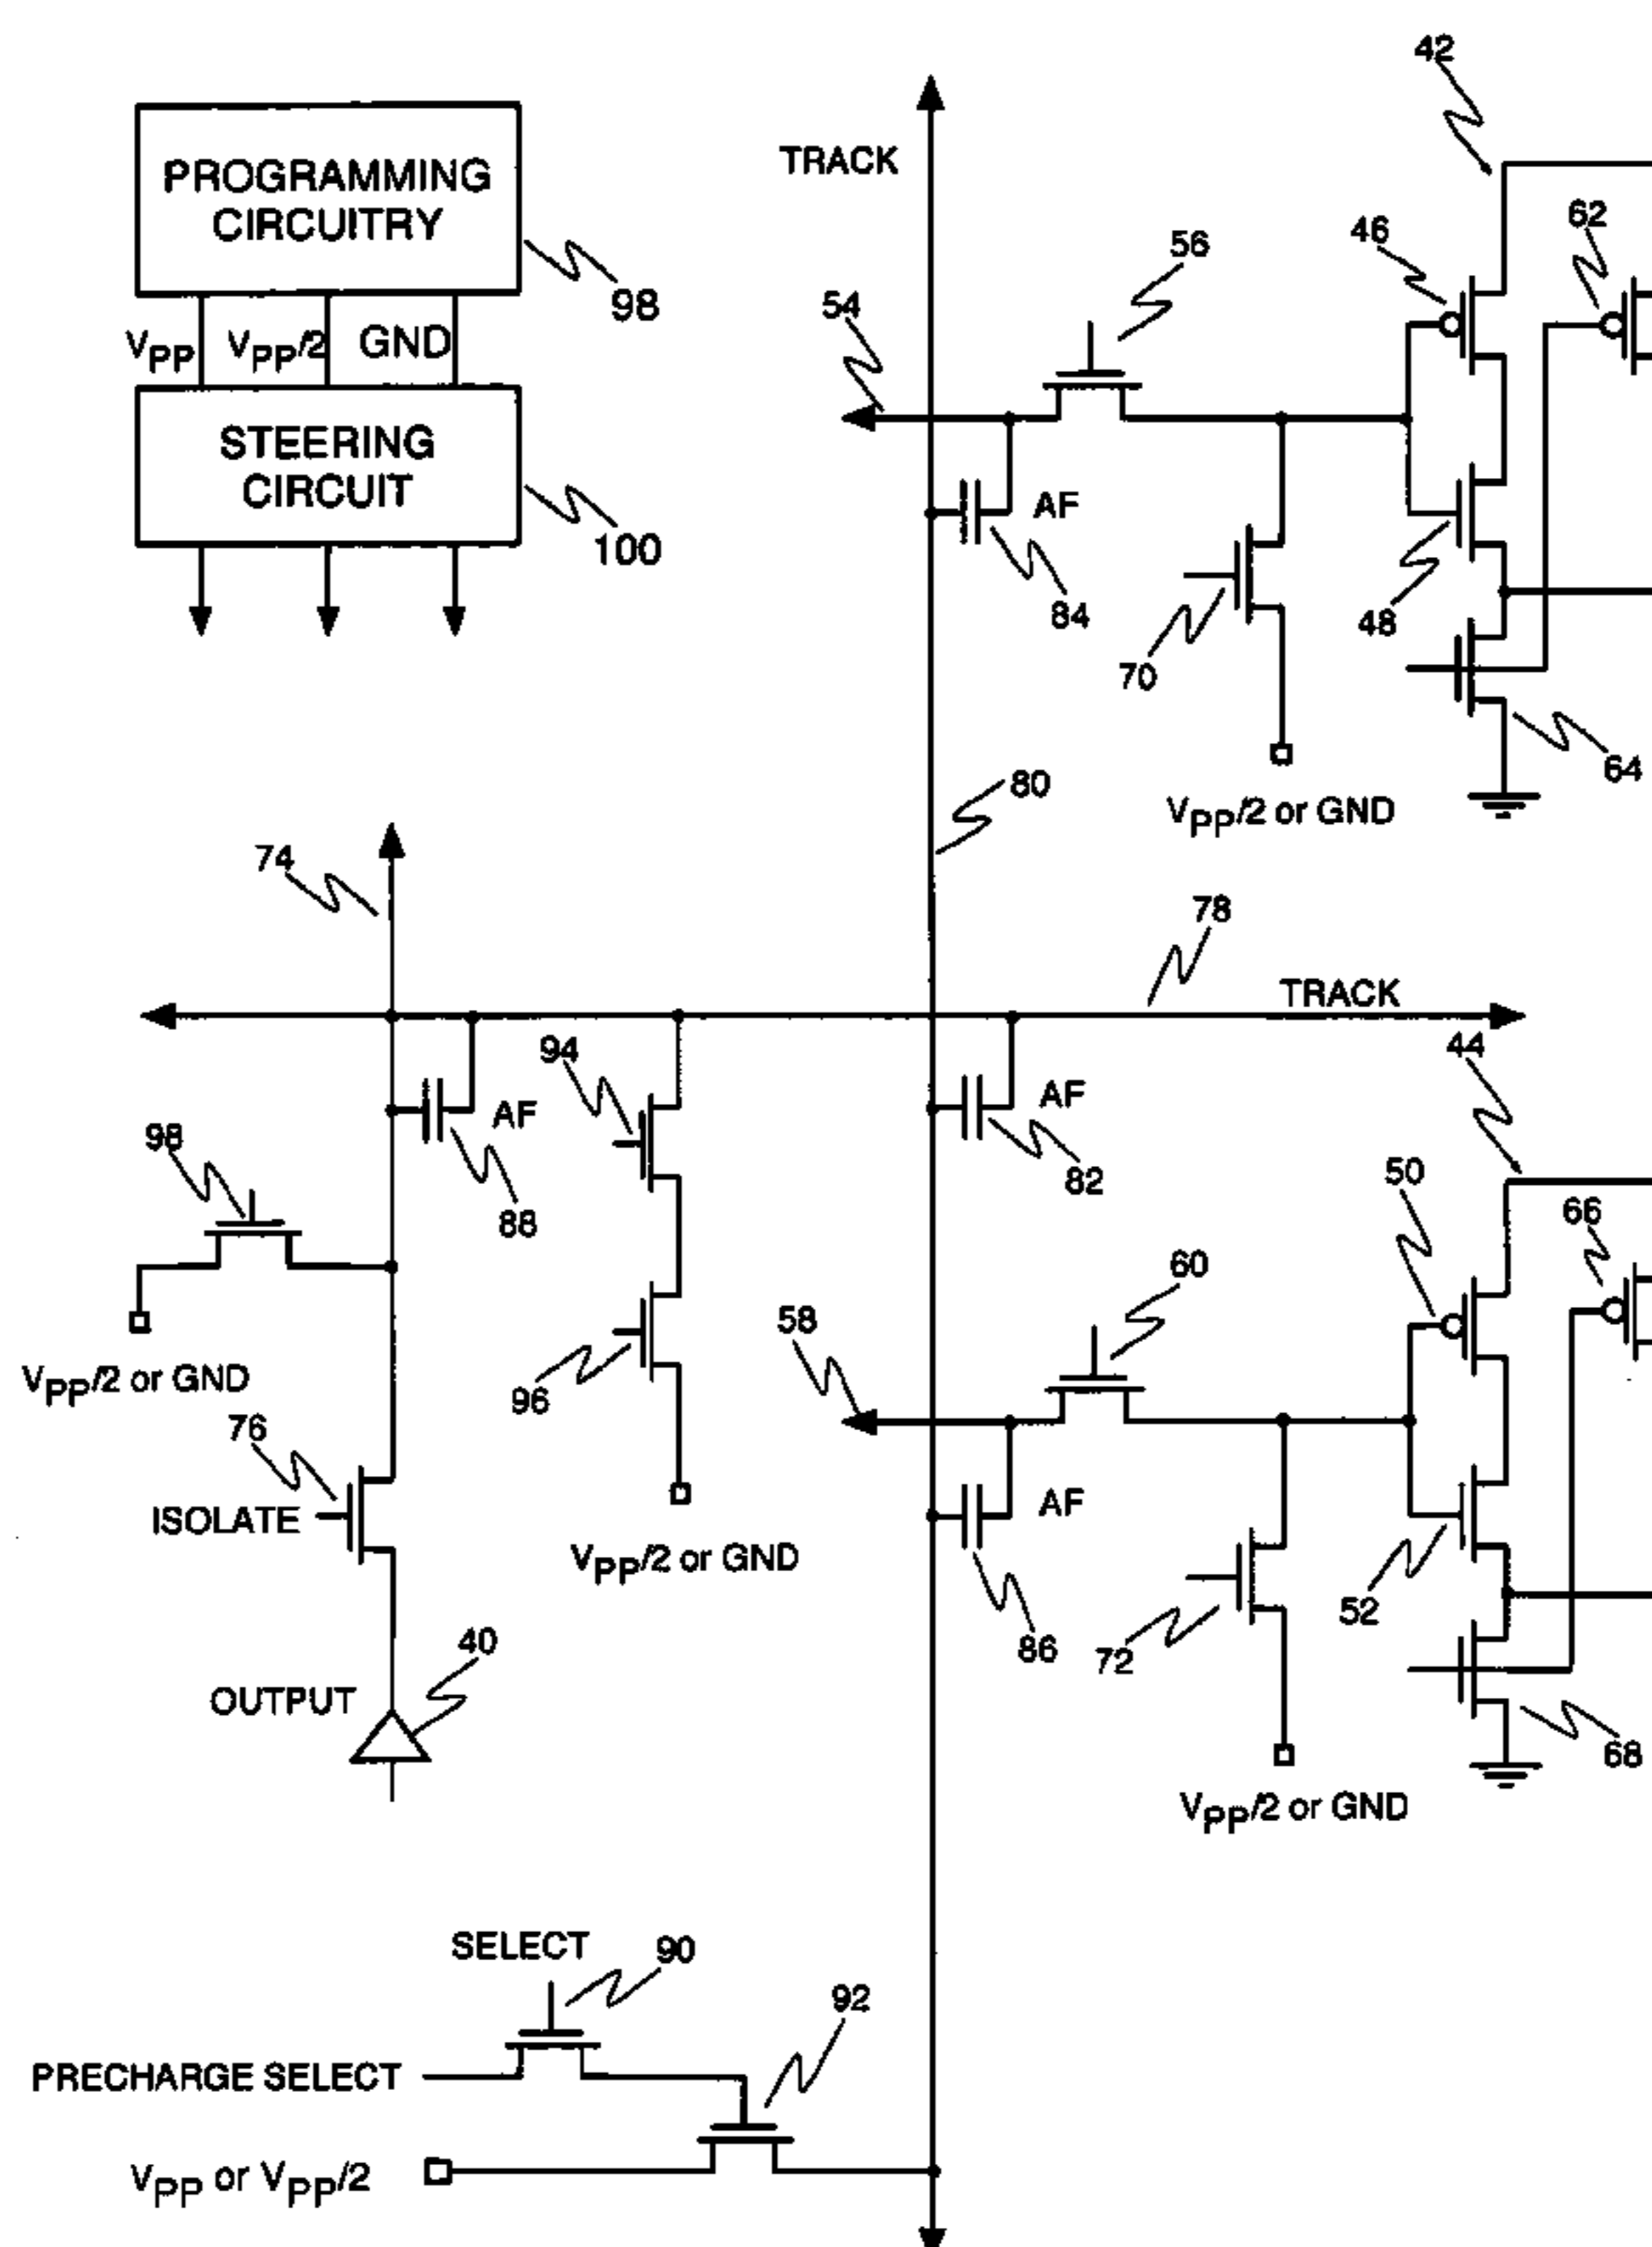 PROGRAMMING
CIRCUITRY
98
VPP
VPP/2
GND
STEERING
CIRCUIT
100
TRACK
42
46
62
56
54
AF
84
70
48
64
VPP/2 or GND
80
74
78
TRACK
44
94
AF
88
98
AF
82
50
66
60
58
VPP/2 or GND
76
96
ISOLATE
VPP/2 or GND
AF
86
72
52
40
OUTPUT
68
VPP/2 or GND
SELECT
90
92
PRECHARGE SELECT
VPP or VPP/2